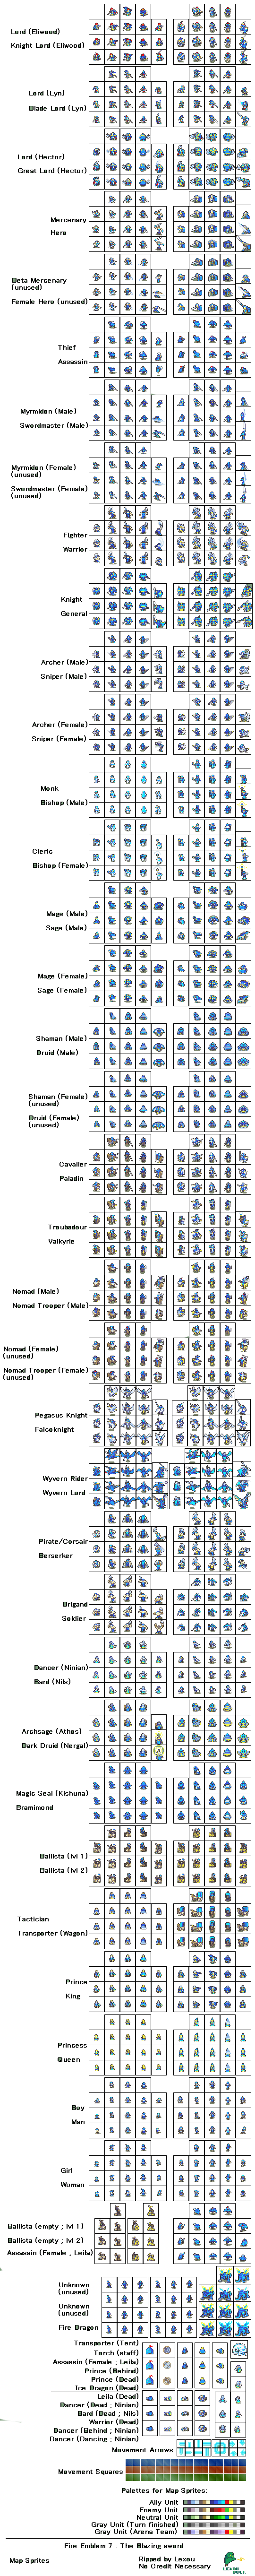 Lord (Eliwood)
Knight Lord (Eliwood)
Lord (Lyn)
Blade Lord (Lyn)
Lord (Hector)
Great Lord (Hector)
Mercenary
Hero
Beta Mercenary
(unused)
Female Hero (unused)
Thief
Assassin
Myrmidon (Male)
Swordmaster (Male)
Myrmidon (Female)
(unused)
Swordmaster (Female)
(unused)
Fighter
Warrior
Knight
General
Archer (Male)
Sniper (Male)
Archer (Female)
Sniper (Female)
Monk
Bishop (Male)
Cleric
Bishop (Female)
Mage (Male)
Sage (Male)
Mage (Female)
Sage (Female)
Shaman (Male)
Druid (Male)
Shaman (Female)
(unused)
Druid (Female)
(unused)
Cavalier
Paladin
Troubadour
Valkyrie
Nomad (Male)
Nomad Trooper (Male)
Nomad (Female)
(unused)
Nomad Trooper (Female)
(unused)
Pegasus Knight
Falcoknight
Wyvern Rider
Wyvern Lord
Pirate/Corsair
Berserker
Brigand
Soldier
Dancer (Ninian)
Bard (Nils)
Archsage (Athos)
Dark Druid (Nergal)
Magic Seal (Kishuna)
Bramimond
Ballista (lvl 1)
Ballista (lvl 2)
Tactician
Transporter (Wagon)
Prince
King
Princess
Queen
Boy
Man
Girl
Woman
Ballista (empty ; lvl 1)
Ballista (empty ; lvl 2)
Assassin (Female ; Leila)
Unknown
(unused)
Unknown
(unused)
Fire Dragon
Transporter (Tent)
Torch (staff)
Assassin (Female ; Leila)
Prince (Behind)
Prince (Dead)
Ice Dragon (Dead)
Leila (Dead)
Dancer (Dead ; Ninian)
Bard (Dead ; Nils)
Warrior (Dead)
Dancer (Behind ; Ninian)
Dancer (Dancing ; Ninian)
Movement Arrows
Movement Squares
Palettes for Map Sprites:
Ally Unit
Enemy Unit
Neutral Unit
Gray Unit (Turn finished)
Gray Unit (Arena Team)
Fire Emblem 7 : The Blazing sword
Map Sprites
Ripped by Lexou
No Credit Necessary